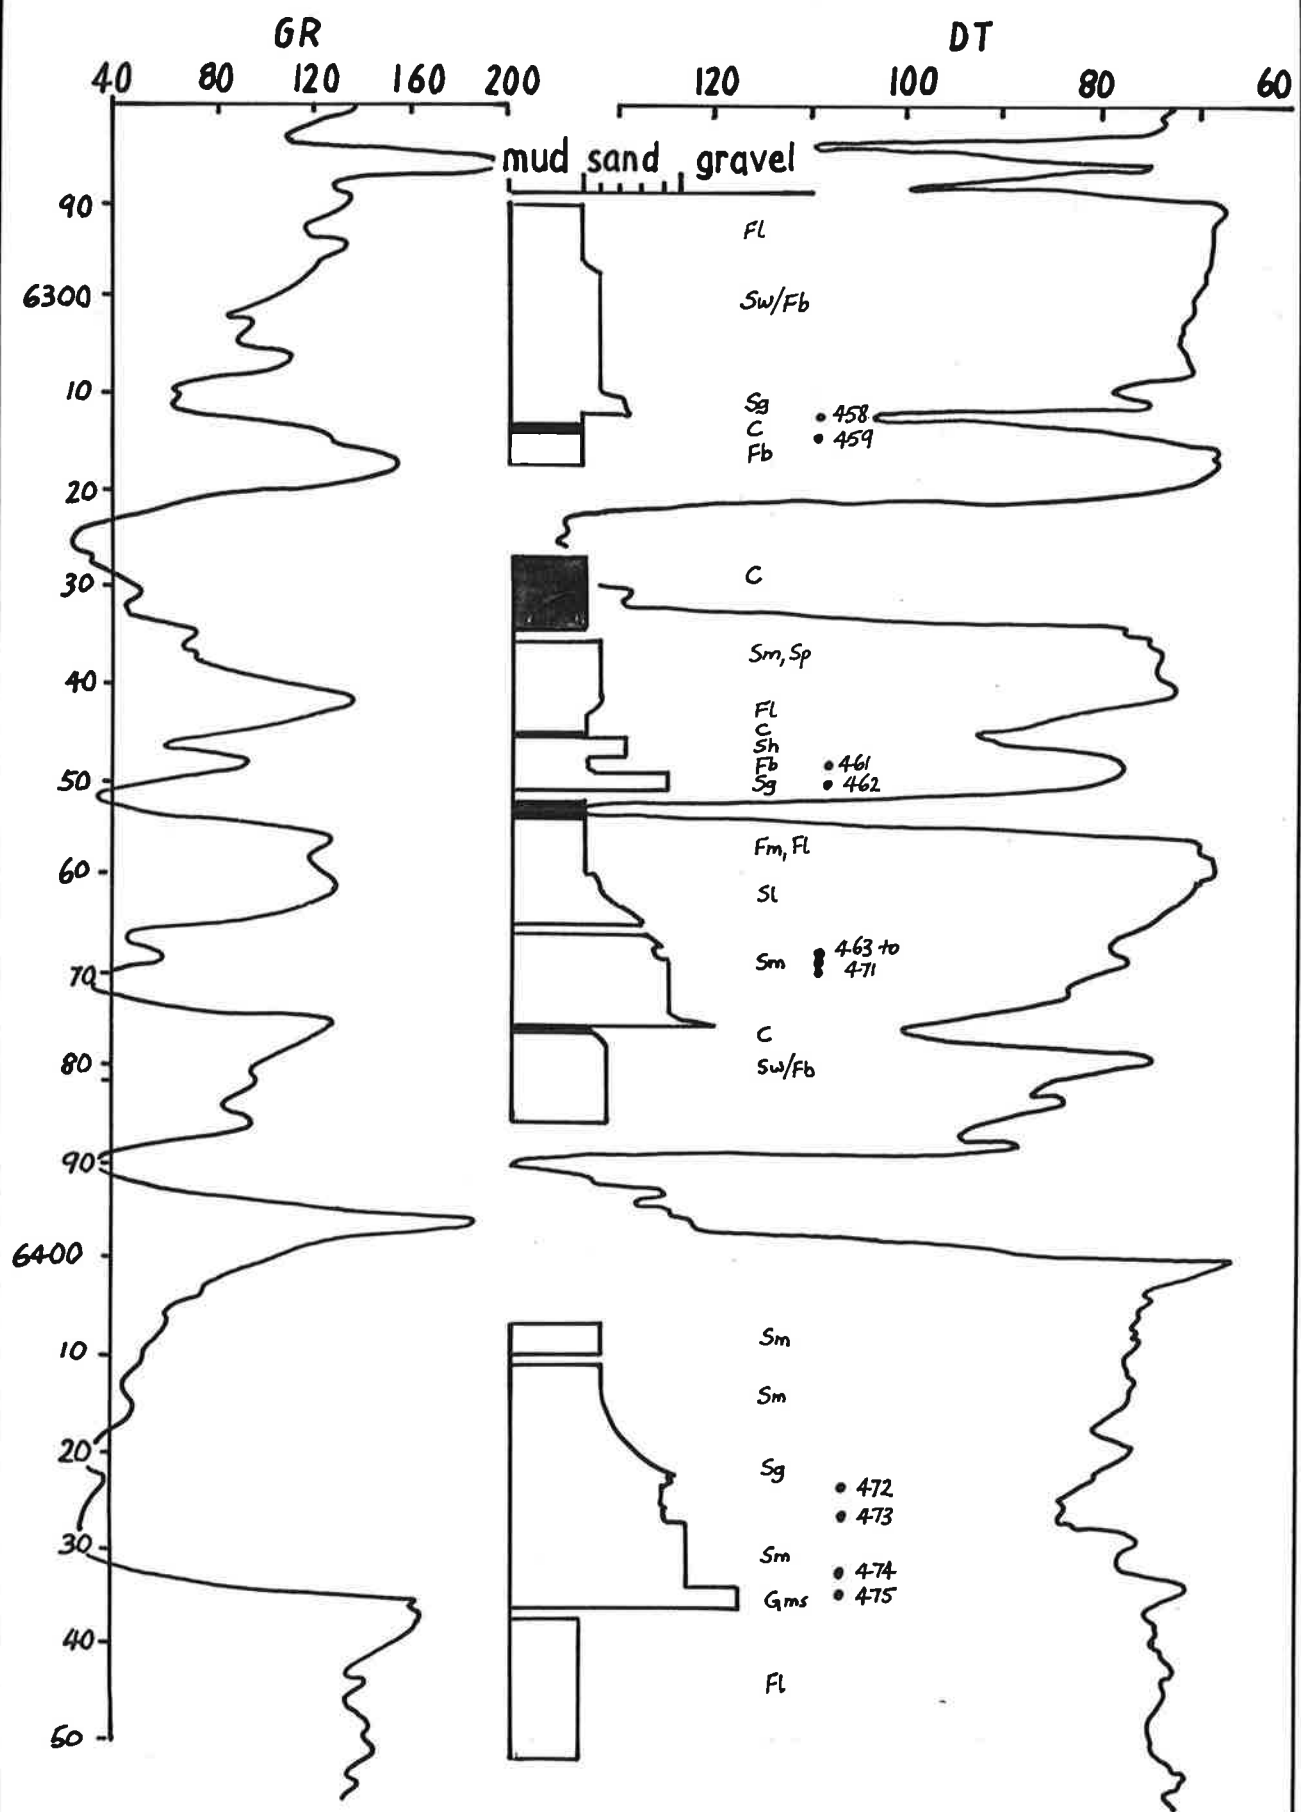 GR DT
40 80 120 160 200 120 100 80 60
mud sand gravel
90
Fl
6300
Sw/Fb
10
Sg
458
C
459
Fb
20
30
C
Sm, Sp
40
Fl
C
Sh
Fb
461
50
Sg
462
Fm, Fl
60
Sl
463 to
70
Sm
471
C
80
Sw/Fb
90
6400
10
Sm
Sm
20
Sg
472
473
30
Sm
474
Gms
475
40
Fl
50